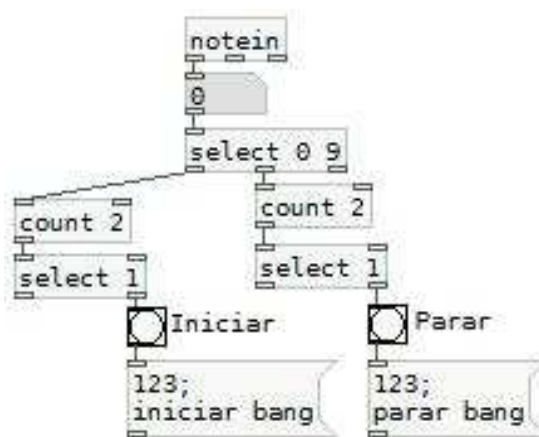 notein
0
select 0 9
count 2
count 2
select 1
select 1
Iniciar
Parar
123;
iniciar bang
123;
parar bang